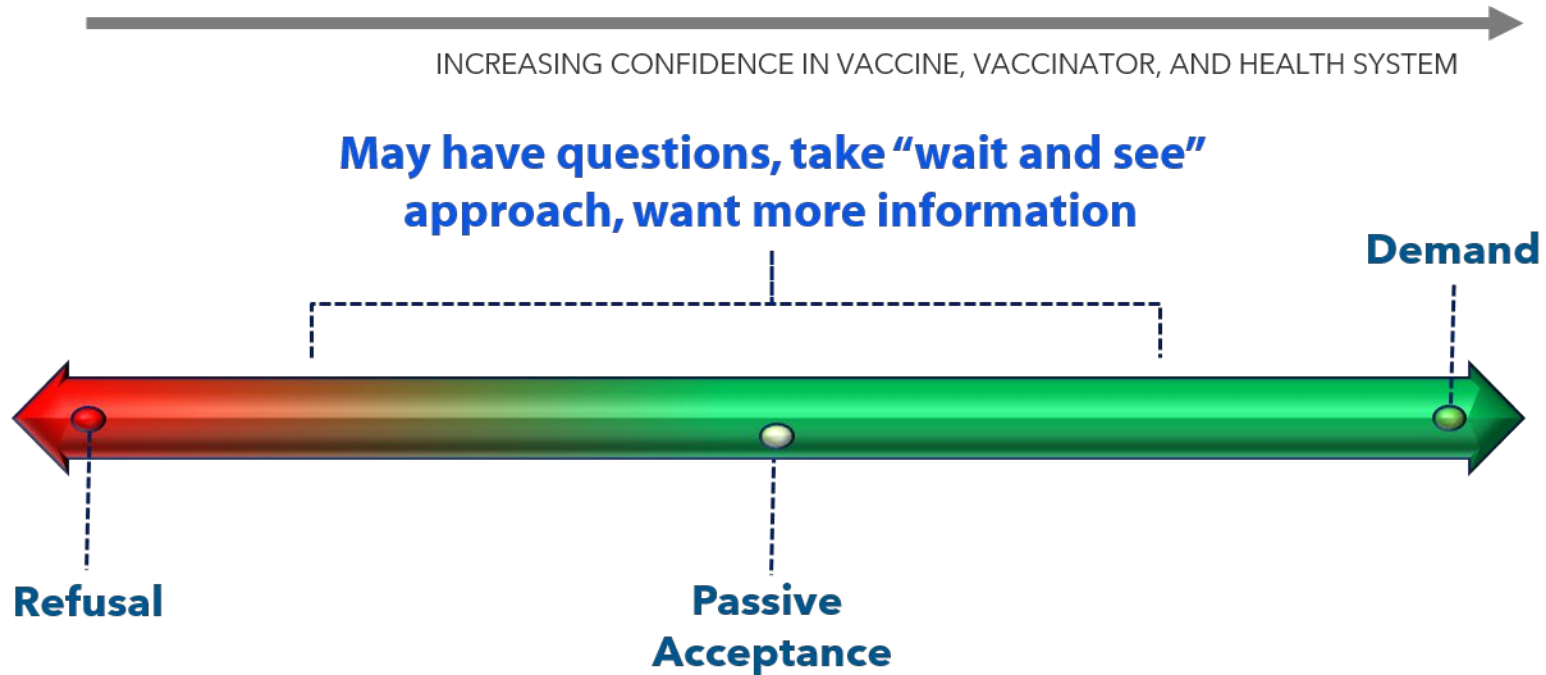 INCREASING CONFIDENCE IN VACCINE, VACCINATOR, AND HEALTH SYSTEM
May have questions, take “wait and see”
approach, want more information
Demand
Refusal
Passive
Acceptance